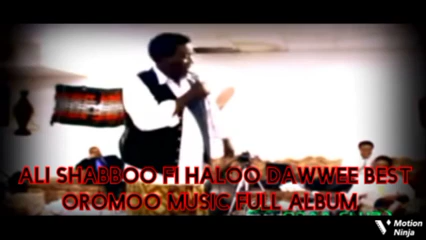 ALI SHABBOO FI HALOO DAWWEE BEST
OROMOO MUSIC FULL ALBUM
Motion
Ninja